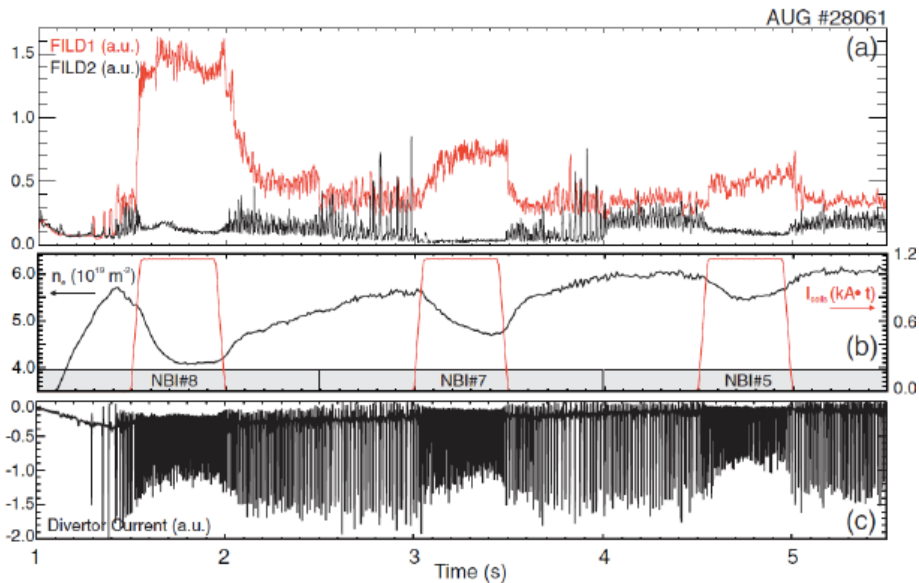 AUG #28061
FILD1 (a.u.)
FILD2 (a.u.)
(a)
1.5
1.0
0.5
0.0
nₑ (10¹⁹ m⁻²)
6.0
5.0
4.0
1.2
I_coils (kA• t)
0.6
0.0
(b)
NBI#8 NBI#7 NBI#5
0.0
-0.5
-1.0
-1.5
-2.0
Divertor Current (a.u.)
(c)
1 2 3 4 5
Time (s)